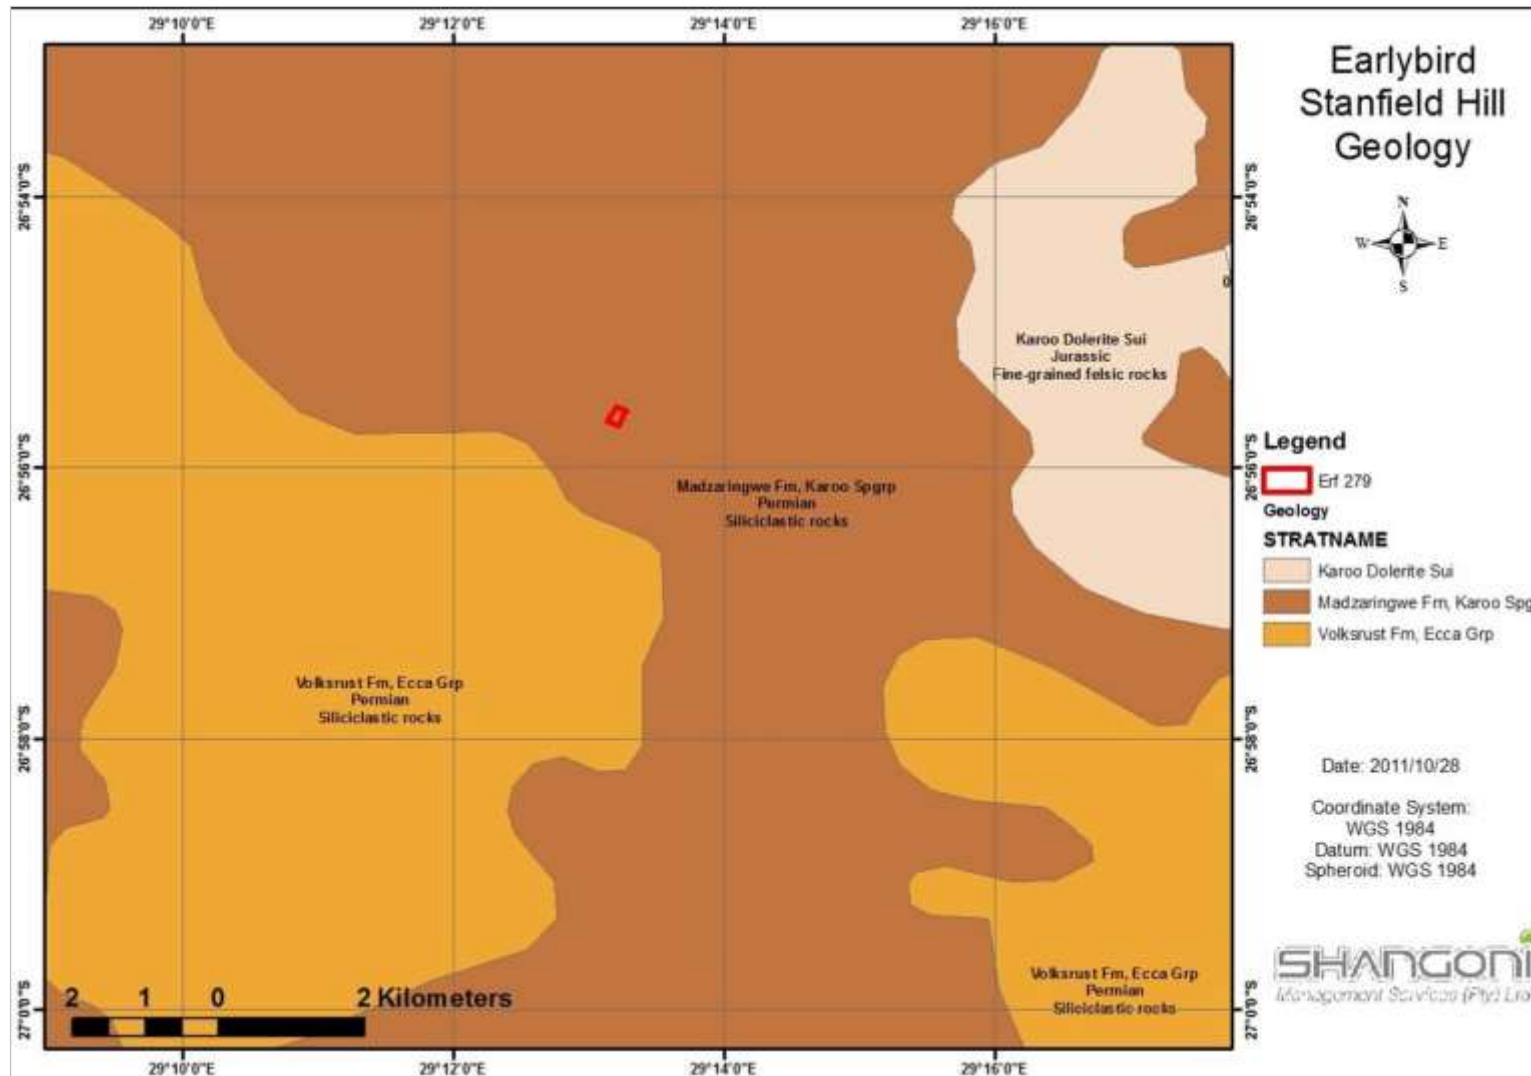 29°10'0"E
29°12'0"E
29°14'0"E
29°16'0"E
Earlybird
Stanfield Hill
Geology
N
W
E
S
26°54'0"S
26°54'0"S
0
Karoo Dolerite Sui
Jurassic
Fine-grained felsic rocks
26°56'0"S
26°56'0"S
Legend
Erf 279
Geology
STRATNAME
Karoo Dolerite Sui
Madzaringwe Fm, Karoo Spg
Volksrust Fm, Ecca Grp
Madzaringwe Fm, Karoo Spgrp
Permian
Siliciclastic rocks
Volksrust Fm, Ecca Grp
Permian
Siliciclastic rocks
26°58'0"S
26°58'0"S
Date: 2011/10/28
Coordinate System:
WGS 1984
Datum: WGS 1984
Spheroid: WGS 1984
Volksrust Fm, Ecca Grp
Permian
Siliciclastic rocks
SHANGONI
Management Services (Pty) Ltd
2 1 0 2 Kilometers
27°0'0"S
27°0'0"S
29°10'0"E
29°12'0"E
29°14'0"E
29°16'0"E